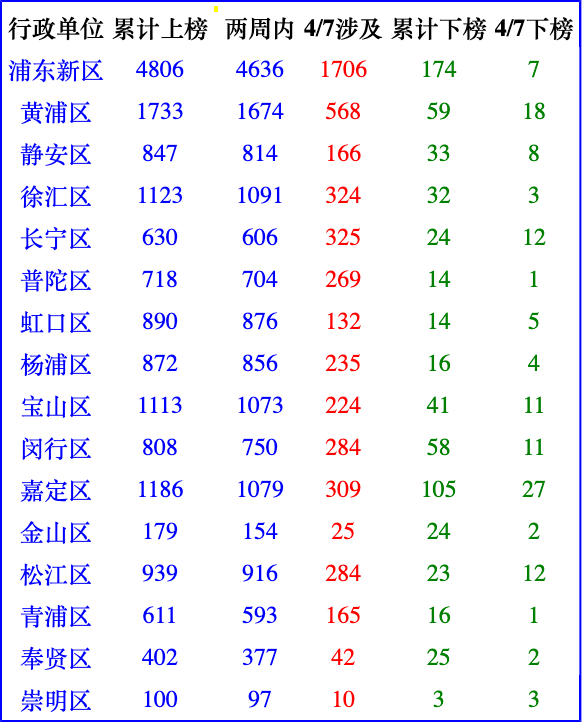 行政单位 累计上榜 两周内 4/7涉及 累计下榜 4/7下榜
浦东新区 4806 4636 1706 174 7
黄浦区 1733 1674 568 59 18
静安区 847 814 166 33 8
徐汇区 1123 1091 324 32 3
长宁区 630 606 325 24 12
普陀区 718 704 269 14 1
虹口区 890 876 132 14 5
杨浦区 872 856 235 16 4
宝山区 1113 1073 224 41 11
闵行区 808 750 284 58 11
嘉定区 1186 1079 309 105 27
金山区 179 154 25 24 2
松江区 939 916 284 23 12
青浦区 611 593 165 16 1
奉贤区 402 377 42 25 2
崇明区 100 97 10 3 3